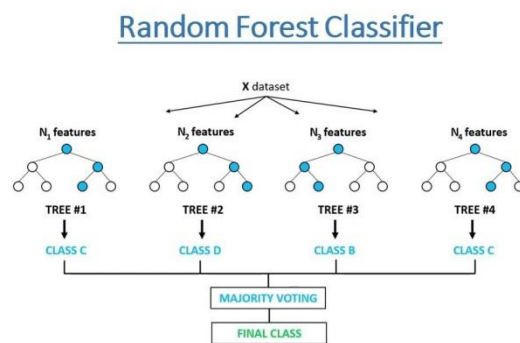 Random Forest Classifier
X dataset
N1 features N2 features N3 features N4 features
TREE #1 TREE #2 TREE #3 TREE #4
CLASS C CLASS D CLASS B CLASS C
MAJORITY VOTING
FINAL CLASS